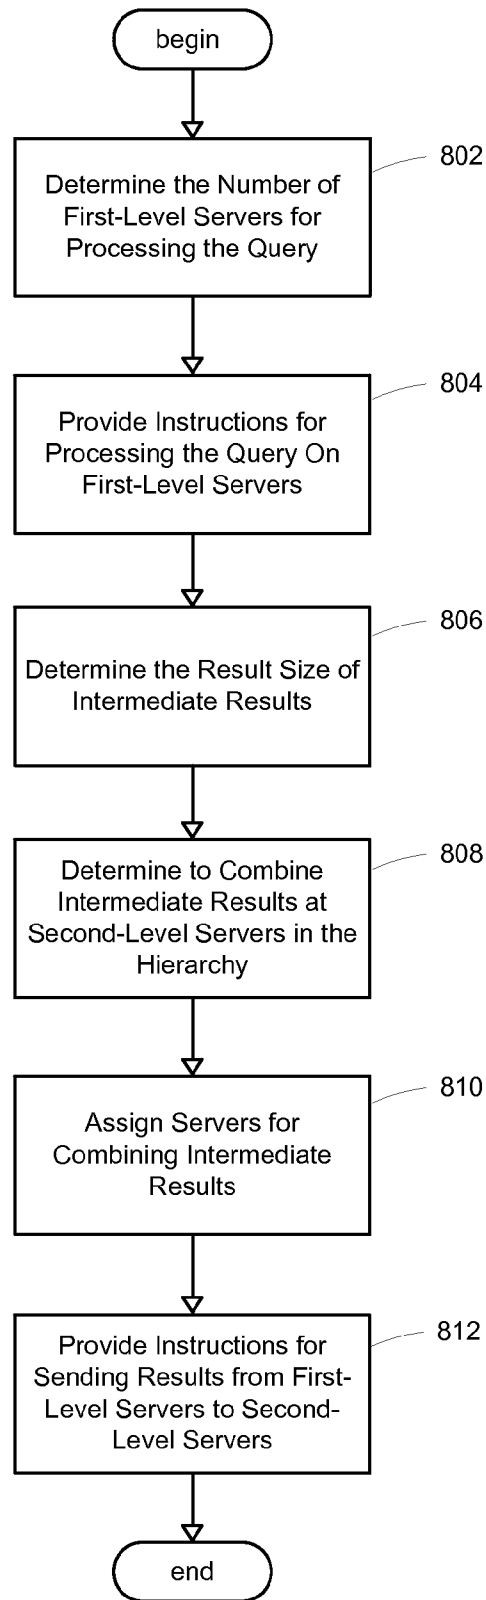 begin
802
Determine the Number of
First-Level Servers for
Processing the Query
804
Provide Instructions for
Processing the Query On
First-Level Servers
806
Determine the Result Size of
Intermediate Results
808
Determine to Combine
Intermediate Results at
Second-Level Servers in the
Hierarchy
810
Assign Servers for
Combining Intermediate
Results
812
Provide Instructions for
Sending Results from First-
Level Servers to Second-
Level Servers
end